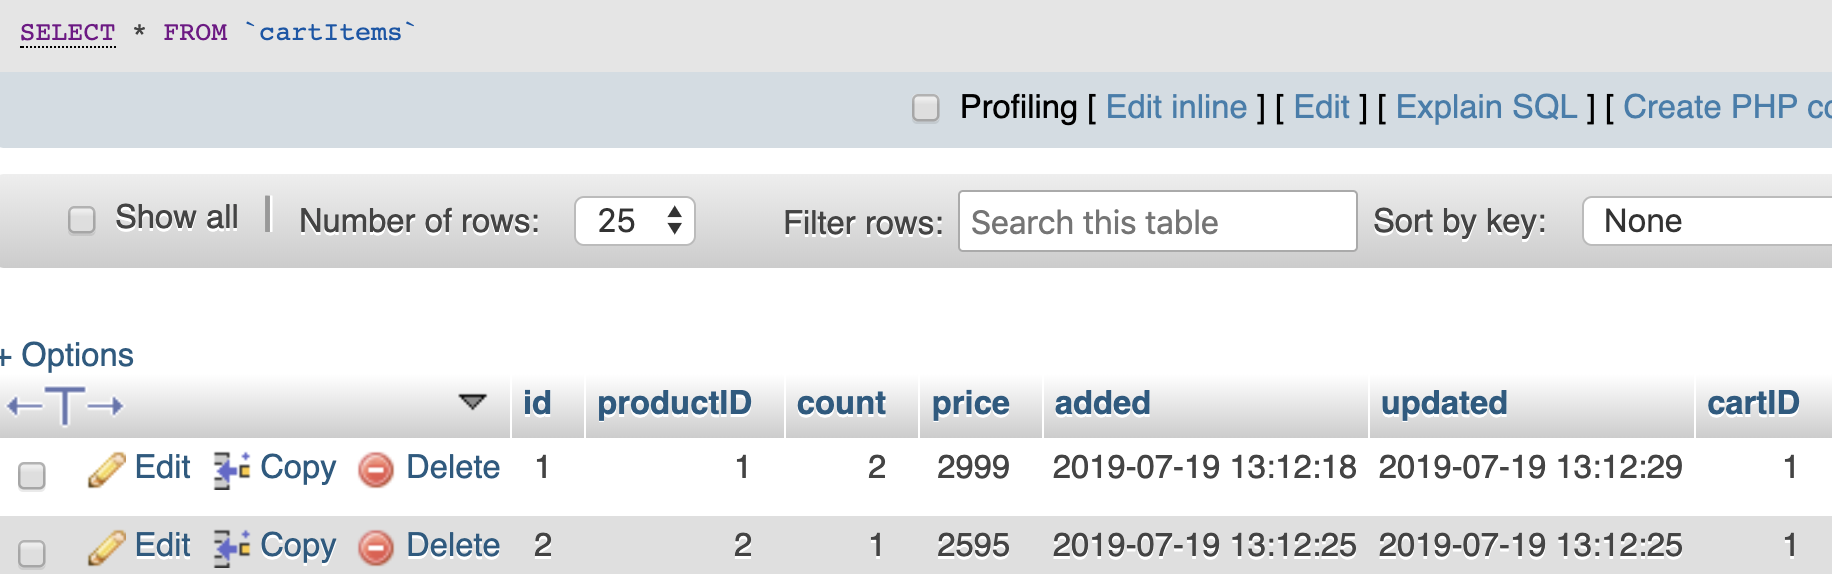 SELECT * FROM `cartItems`
Profiling [ Edit inline ] [ Edit ] [ Explain SQL ] [ Create PHP
Show all | Number of rows: 25 Filter rows: Search this table Sort by key: None
+ Options
id productID count price added updated cartID
Edit Copy Delete 1 1 2 2999 2019-07-19 13:12:18 2019-07-19 13:12:29 1
Edit Copy Delete 2 2 1 2595 2019-07-19 13:12:25 2019-07-19 13:12:25 1